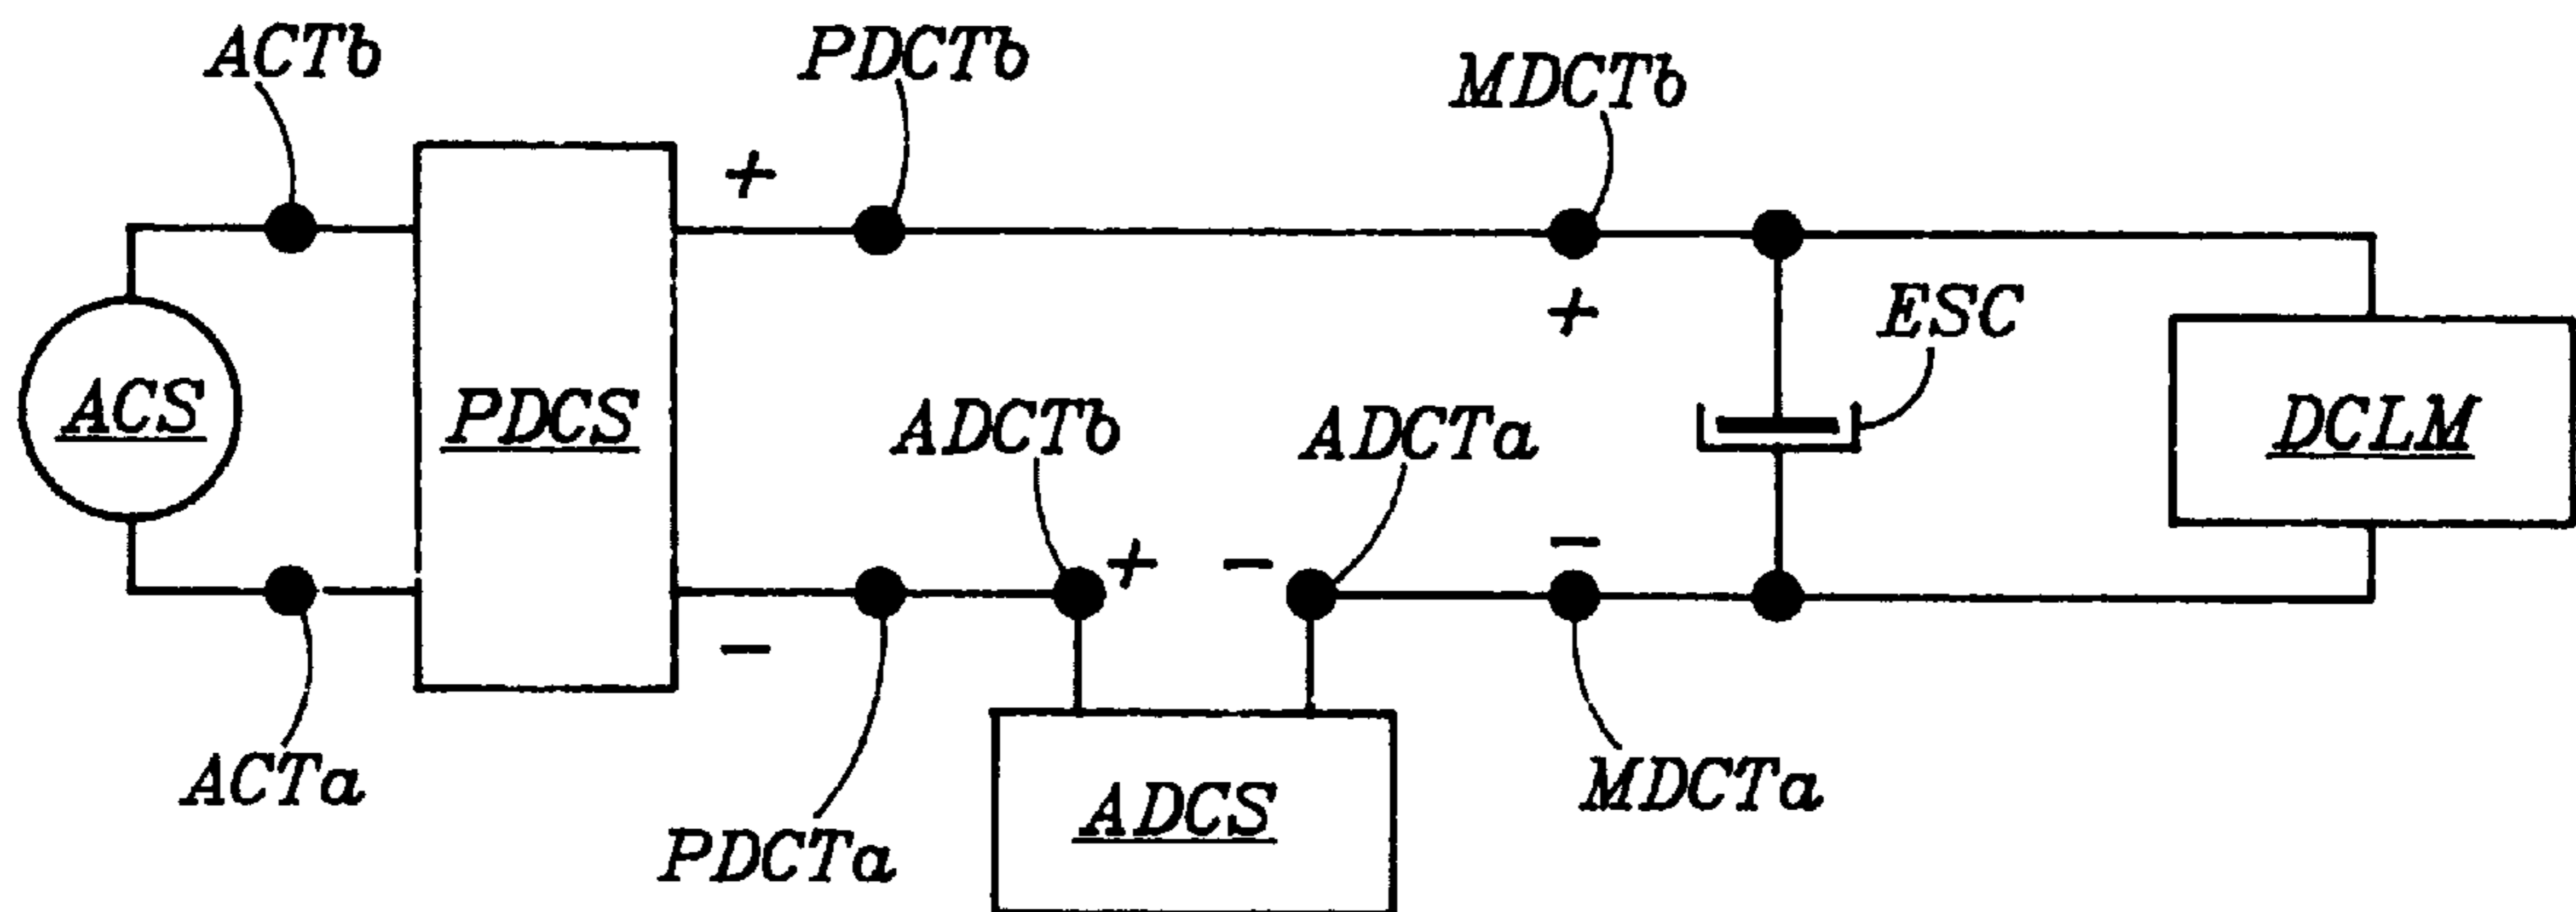 ACTb
PDCTb
MDCTb
+
+
ESC
ACS
PDCS
ADCTb
ADCTa
DCLM
+
-
-
-
ACTa
PDCTa
ADCS
MDCTa